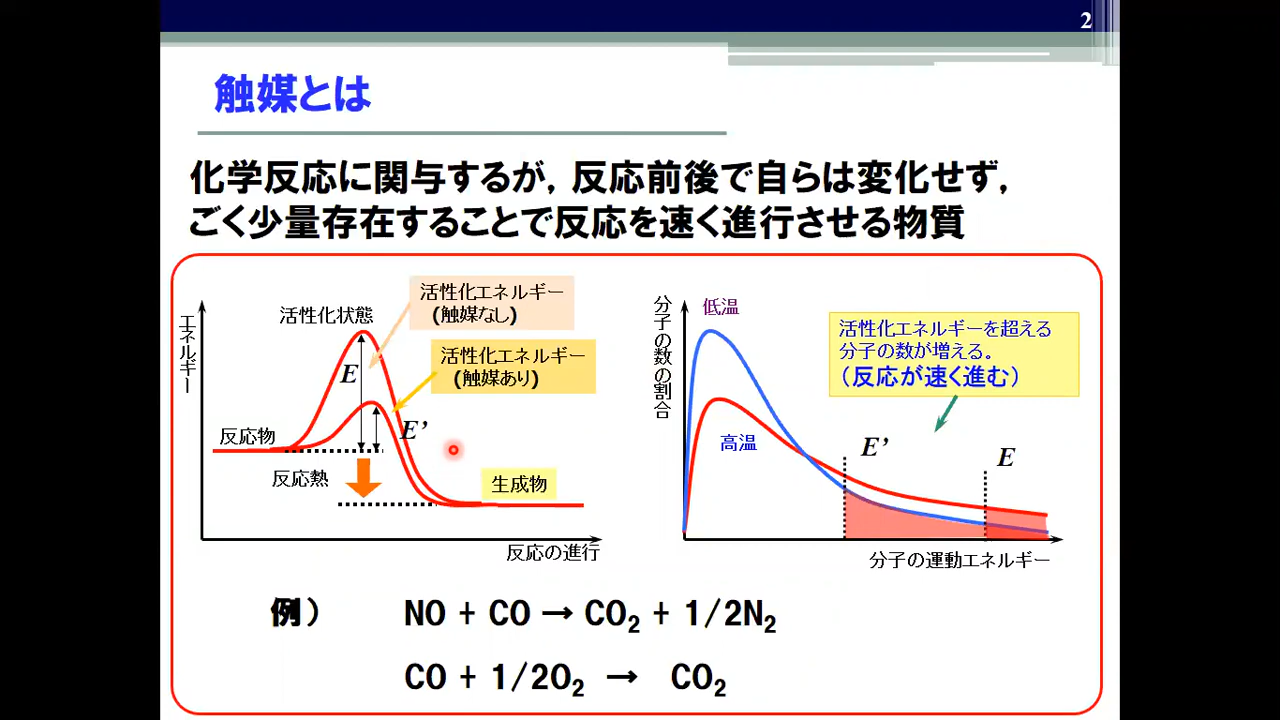 2
触媒とは
化学反応に関与するが，反応前後で自らは変化せず，
ごく少量存在することで反応を速く進行させる物質
エネルギー
活性化状態
活性化エネルギー
(触媒なし)
活性化エネルギー
(触媒あり)
E
E’
反応物
反応熱
生成物
反応の進行
分子の数の割合
低温
高温
活性化エネルギーを超える
分子の数が増える。
（反応が速く進む）
E’
E
分子の運動エネルギー
例） NO + CO → CO₂ + 1/2N₂
CO + 1/2O₂ → CO₂